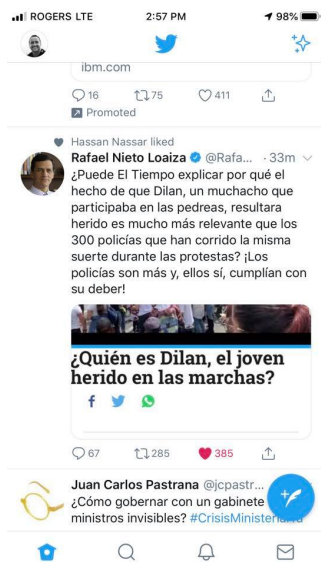 ROGERS LTE 2:57 PM 98%
ibm.com
16 75 411
Promoted
Hassan Nassar liked
Rafael Nieto Loaiza @Rafa... · 33m
¿Puede El Tiempo explicar por qué el
hecho de que Dilan, un muchacho que
participaba en las pedreas, resultara
herido es mucho más relevante que los
300 policías que han corrido la misma
suerte durante las protestas? ¡Los
policías son más y, ellos sí, cumplían con
su deber!
¿Quién es Dilan, el joven
herido en las marchas?
67 285 385
Juan Carlos Pastrana @jcpastr...
¿Cómo gobernar con un gabinete
ministros invisibles?